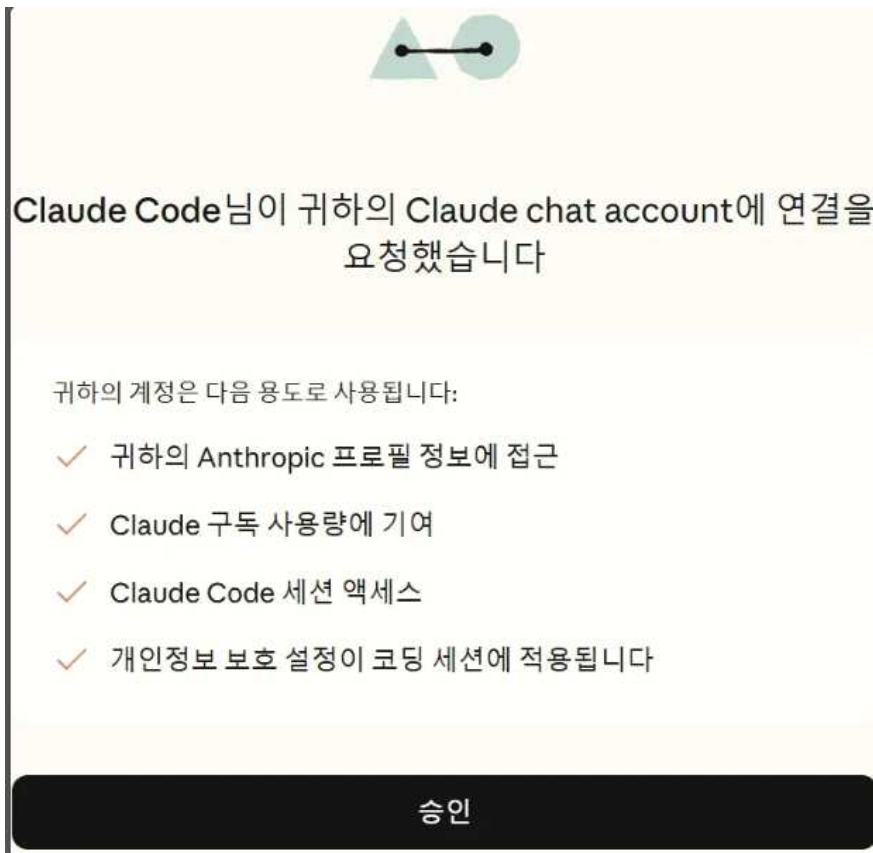 Claude Code님이 귀하의 Claude chat account에 연결을
요청했습니다
귀하의 계정은 다음 용도로 사용됩니다:
귀하의 Anthropic 프로필 정보에 접근
Claude 구독 사용량에 기여
Claude Code 세션 액세스
개인정보 보호 설정이 코딩 세션에 적용됩니다
승인